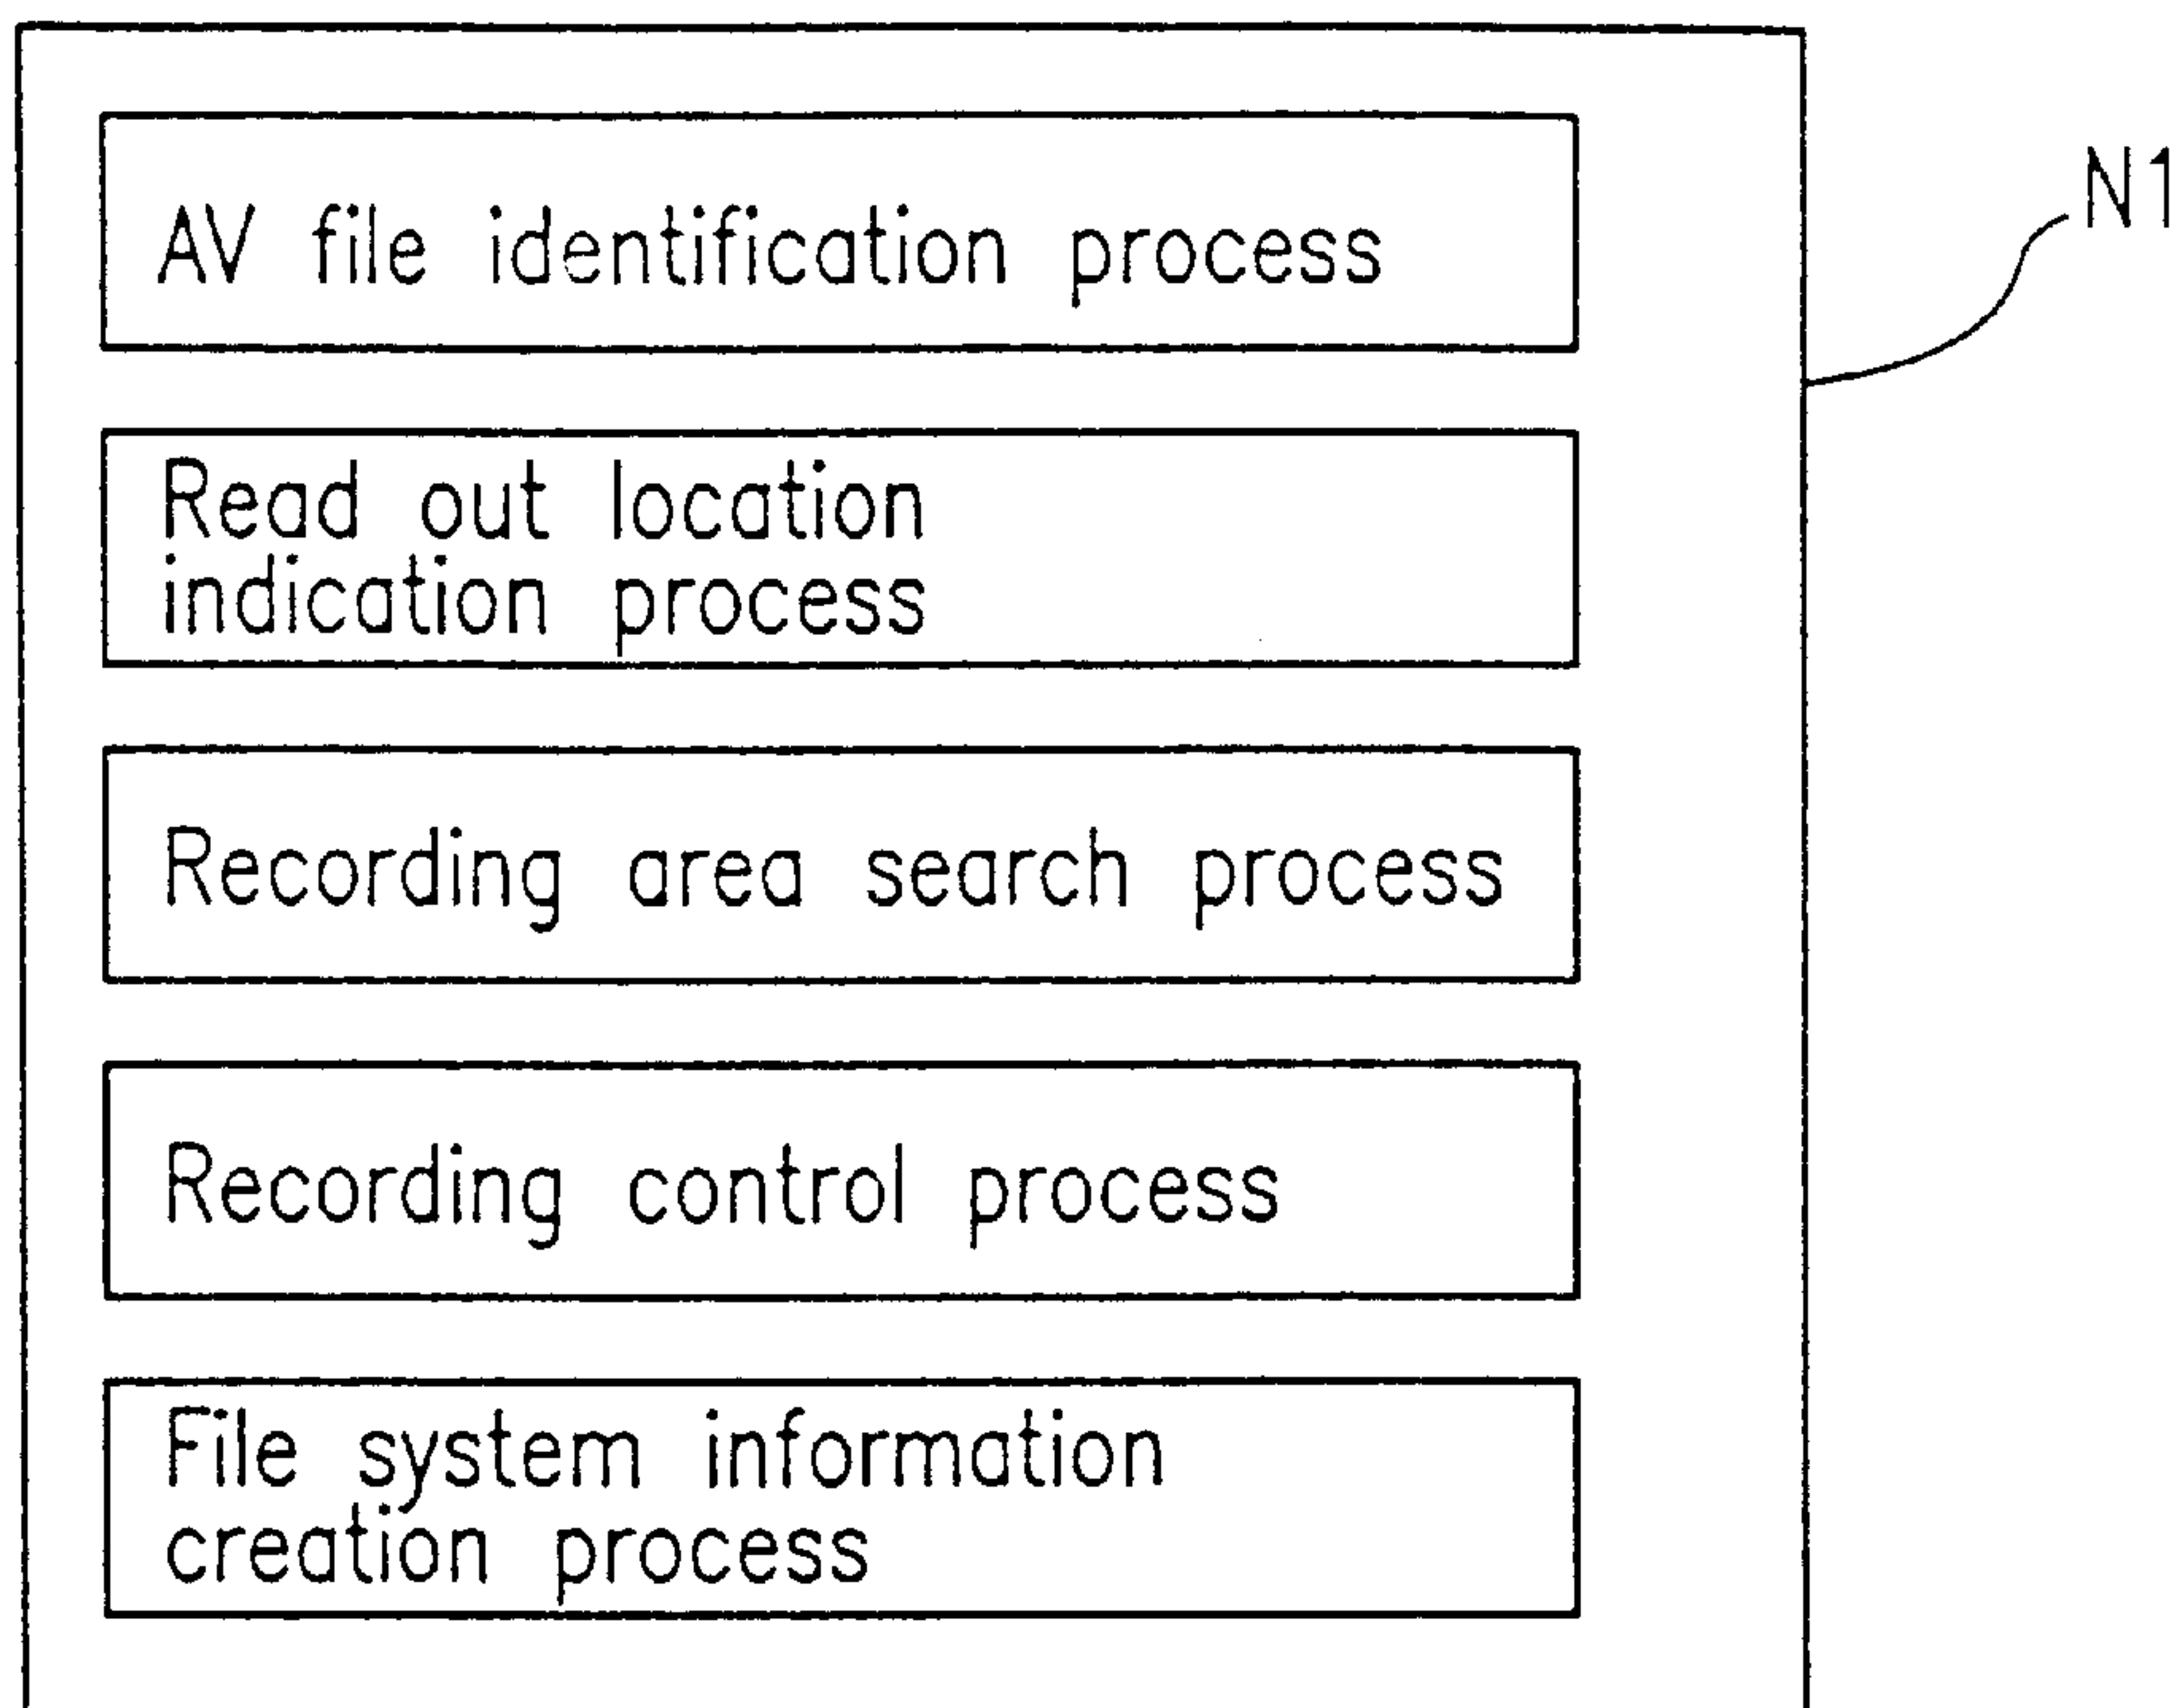 AV file identification process
N1
Read out location
indication process
Recording area search process
Recording control process
File system information
creation process